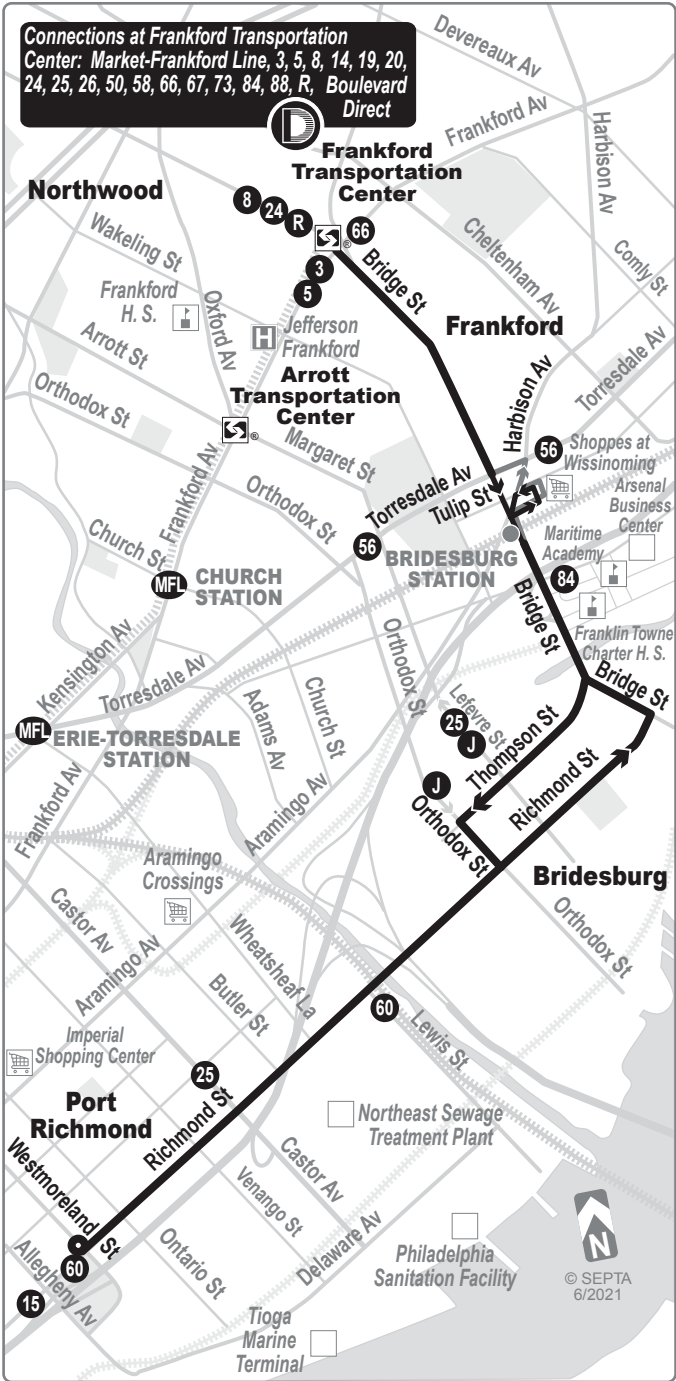 Connections at Frankford Transportation
Center: Market-Frankford Line, 3, 5, 8, 14, 19, 20,
24, 25, 26, 50, 58, 66, 67, 73, 84, 88, R, Boulevard
Direct
D
Devereaux Av
Frankford Av
Harbison Av
Frankford
Transportation
Center
Northwood
8
24
R
66
®
Wakeling St
3
5
Bridge St
Cheltenham Av
Comly St
Frankford
H. S.
Oxford Av
H
Jefferson
Frankford
Frankford
Arrott St
Arrott
Transportation
Center
®
Harbison Av
Torresdale Av
Orthodox St
Margaret St
56
Shoppes at
Wissinoming
Arsenal
Business
Center
Frankford Av
Orthodox St
Torresdale Av
Tulip St
56
BRIDESBURG
STATION
Maritime
Academy
Church St
MFL
CHURCH
STATION
84
Bridge St
Franklin Towne
Charter H. S.
Kensington Av
Torresdale Av
Orthodox St
Bridge St
MFL
ERIE-TORRESDALE
STATION
Adams Av
Church St
Lefevre St
25
J
Thompson St
Richmond St
Frankford Av
Aramingo Av
J
Orthodox St
Aramingo
Crossings
Bridesburg
Castor Av
Aramingo Av
Wheatsheaf La
Orthodox St
Butler St
60
Lewis St
Imperial
Shopping Center
25
Port
Richmond
Richmond St
Northeast Sewage
Treatment Plant
Westmoreland St
Castor Av
Venango St
60
Ontario St
Delaware Av
Philadelphia
Sanitation Facility
N
© SEPTA
6/2021
15
Allegheny Av
Tioga
Marine
Terminal